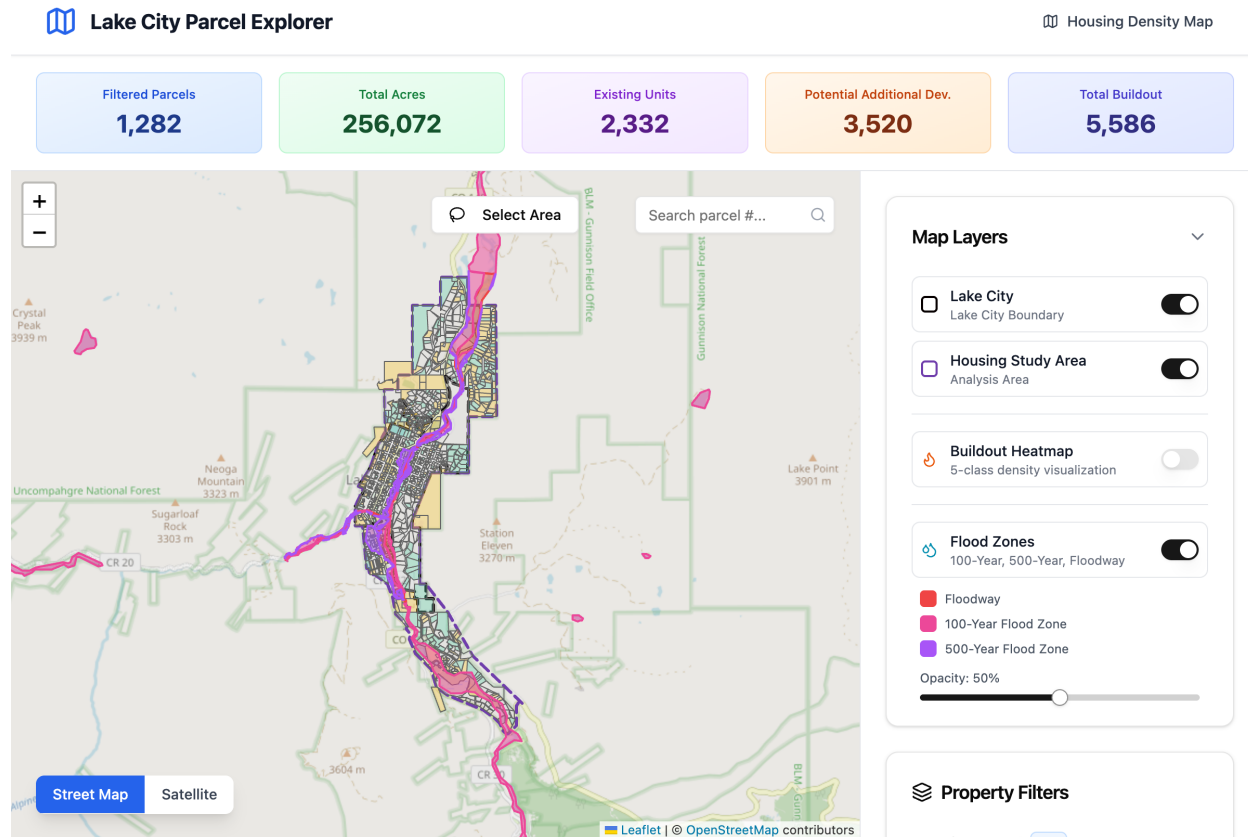 Lake City Parcel Explorer
Housing Density Map
Filtered Parcels
1,282
Total Acres
256,072
Existing Units
2,332
Potential Additional Dev.
3,520
Total Buildout
5,586
+
−
Select Area
Search parcel #...
BLM - Gunnison Field Office
Gunnison National Forest
Crystal
Peak
3939 m
Neoga
Mountain
3323 m
Uncompahgre National Forest
Sugarloaf
Rock
3303 m
CR 20
Lake Point
3901 m
Station
Eleven
3270 m
3604 m
CR 30
Street Map
Satellite
Leaflet | © OpenStreetMap contributors
Map Layers
Lake City
Lake City Boundary
Housing Study Area
Analysis Area
Buildout Heatmap
5-class density visualization
Flood Zones
100-Year, 500-Year, Floodway
Floodway
100-Year Flood Zone
500-Year Flood Zone
Opacity: 50%
Property Filters